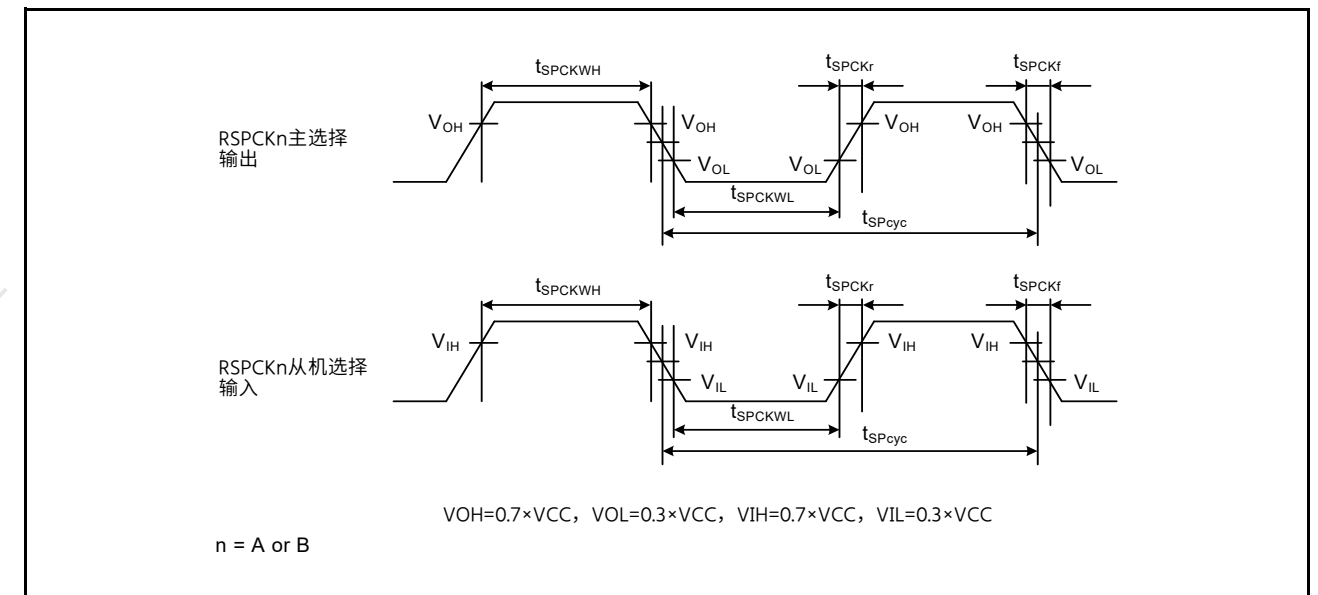 tSPCKWH
tSPCKr
tSPCKf
VOH
VOH
VOH
VOH
RSPCKn主选择
输出
VOL
VOL
VOL
tSPCKWL
tSPcyc
tSPCKWH
tSPCKr
tSPCKf
VIH
VIH
VIH
VIH
RSPCKn从机选择
输入
VIL
VIL
VIL
tSPCKWL
tSPcyc
VOH=0.7×VCC，VOL=0.3×VCC，VIH=0.7×VCC，VIL=0.3×VCC
n = A or B